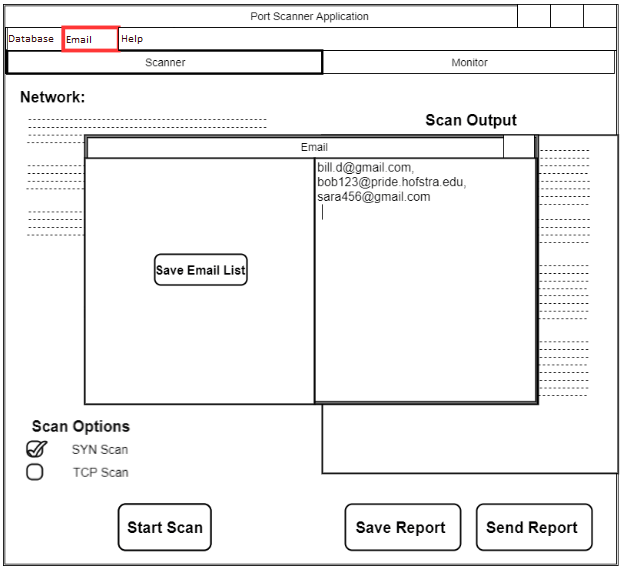 Port Scanner Application
Database Email Help
Scanner Monitor
Network:
Scan Output
Email
bill.d@gmail.com,
bob123@pride.hofstra.edu,
sara456@gmail.com
Save Email List
Scan Options
SYN Scan
TCP Scan
Start Scan Save Report Send Report